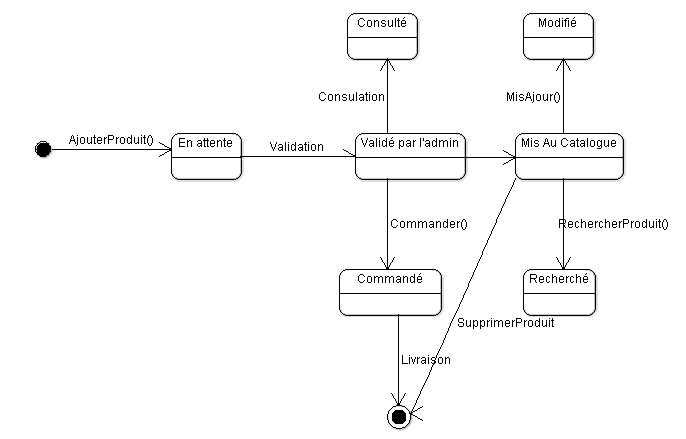 Consulté
Modifié
Consulation
MisAjour()
AjouterProduit()
En attente
Validation
Validé par l'admin
Mis Au Catalogue
Commander()
RechercherProduit()
Commandé
Recherché
SupprimerProduit
Livraison